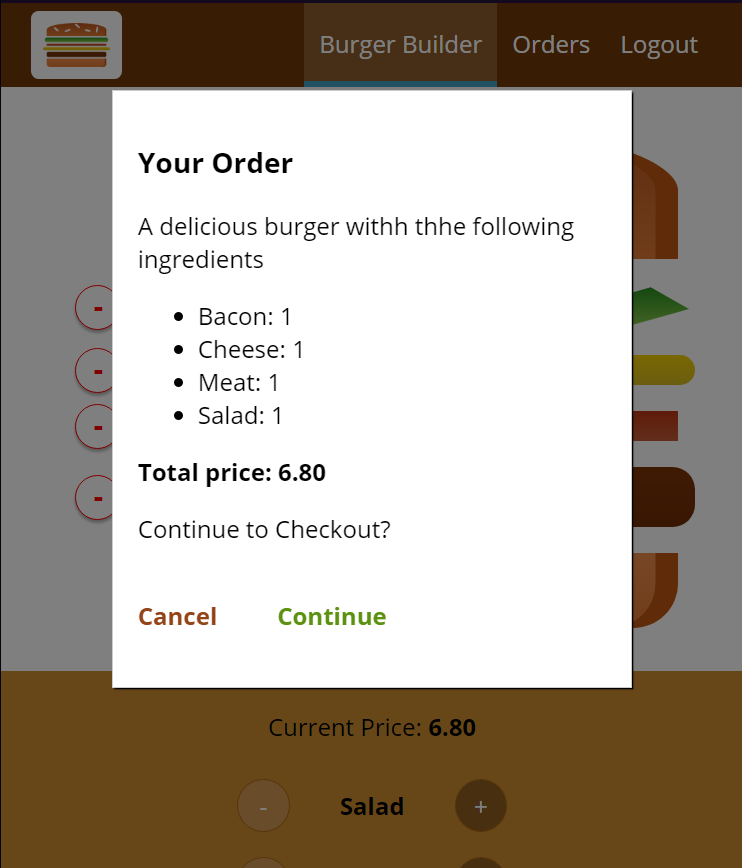 Burger Builder Orders Logout
Your Order
A delicious burger withh thhe following
ingredients
Bacon: 1
Cheese: 1
Meat: 1
Salad: 1
Total price: 6.80
Continue to Checkout?
Cancel Continue
-
-
-
-
Current Price: 6.80
- Salad +